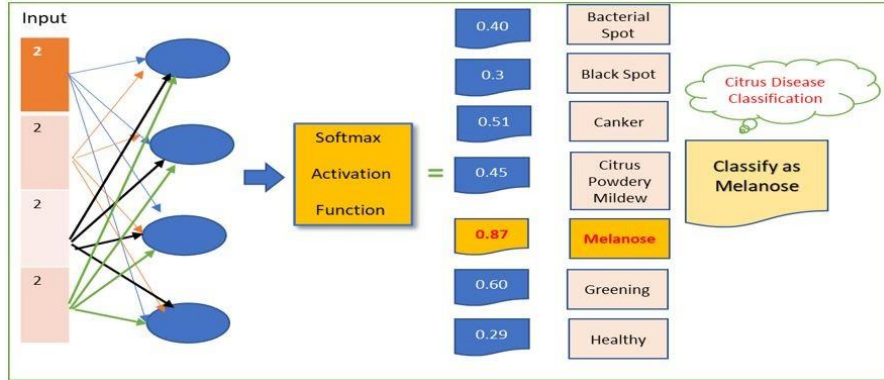 Input
2
2
2
2
Softmax
Activation
Function
=
0.40
Bacterial
Spot
0.3
Black Spot
0.51
Canker
0.45
Citrus
Powdery
Mildew
0.87
Melanose
0.60
Greening
0.29
Healthy
Citrus Disease
Classification
Classify as
Melanose